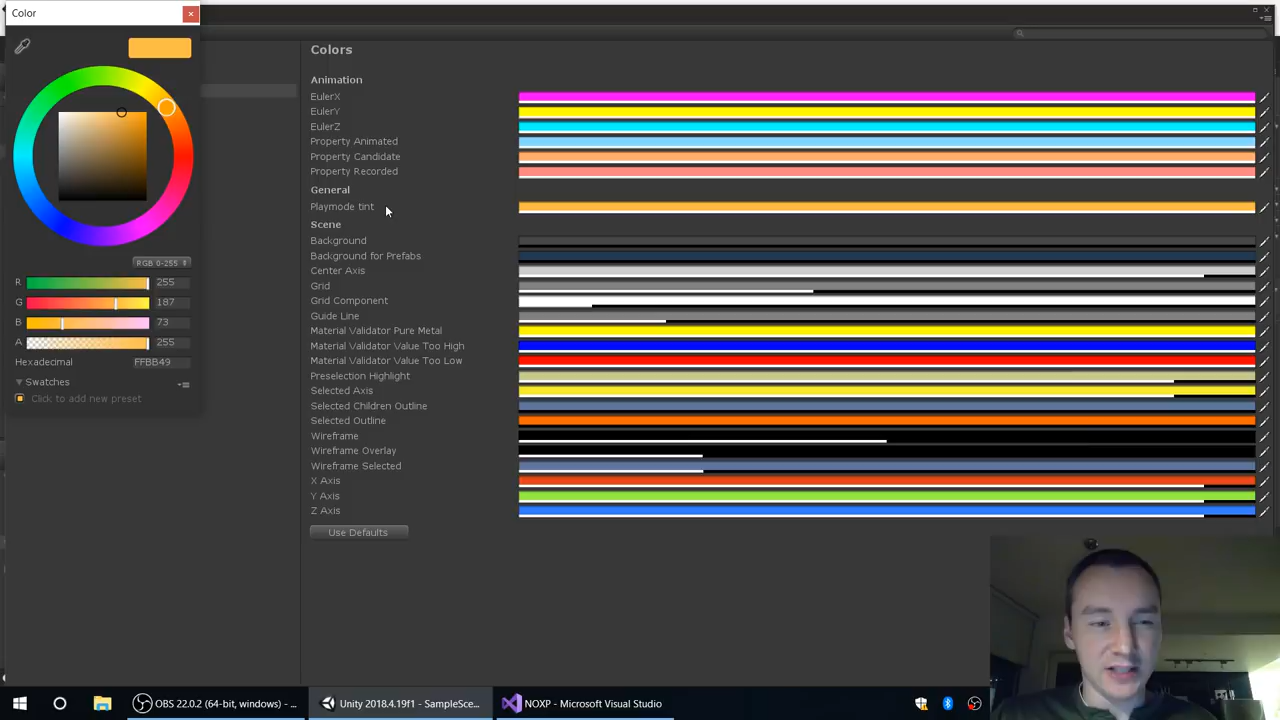 Color
Colors
Animation
EulerX
EulerY
EulerZ
Property Animated
Property Candidate
Property Recorded
General
Playmode tint
Scene
Background
Background for Prefabs
Center Axis
Grid
Grid Component
Guide Line
Material Validator Pure Metal
Material Validator Value Too High
Material Validator Value Too Low
Preselection Highlight
Selected Axis
Selected Children Outline
Selected Outline
Wireframe
Wireframe Overlay
Wireframe Selected
X Axis
Y Axis
Z Axis
Use Defaults
RGB 0-255
R 255
G 187
B 73
A 255
Hexadecimal FFBB49
Swatches
Click to add new preset
OBS 22.0.2 (64-bit, windows) - ...
Unity 2018.4.19f1 - SampleSce...
NOXP - Microsoft Visual Studio